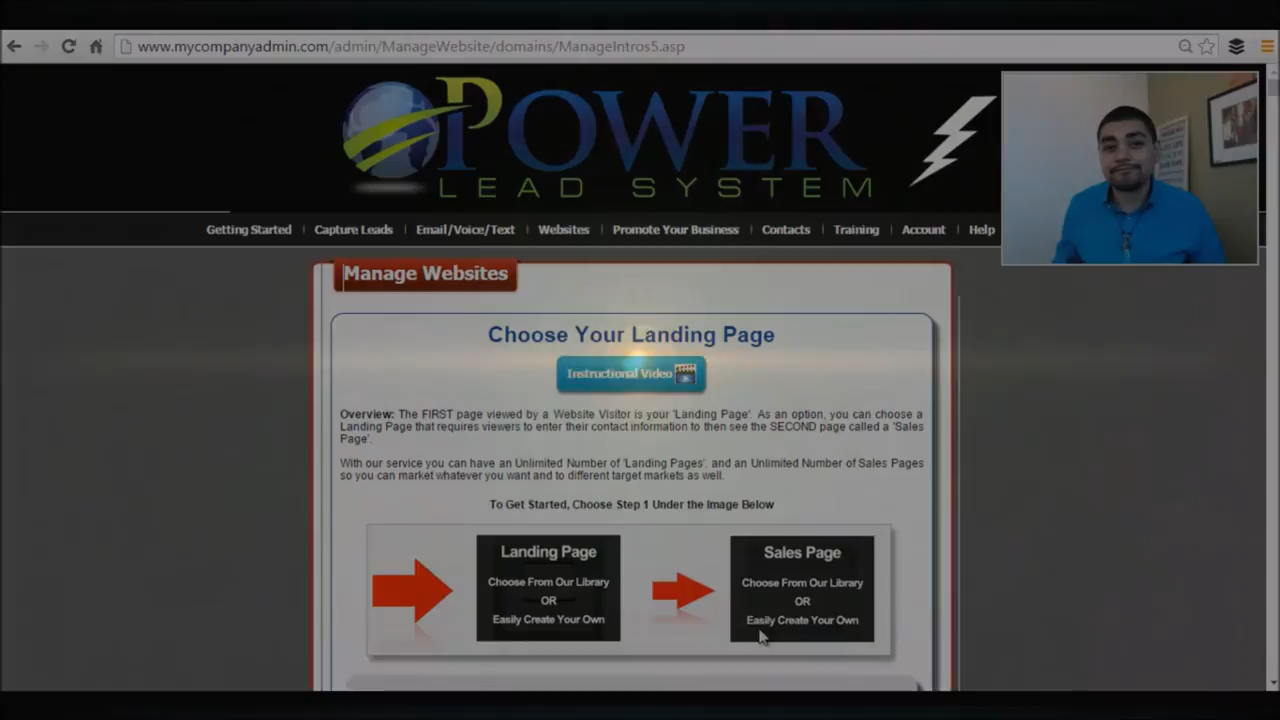 www.mycompanyadmin.com/admin/ManageWebsite/domains/ManageIntros5.asp
POWER
LEAD SYSTEM
Getting Started
Capture Leads
Email/Voice/Text
Websites
Promote Your Business
Contacts
Training
Account
Help
Manage Websites
Choose Your Landing Page
Instructional Video
Overview: The FIRST page viewed by a Website Visitor is your 'Landing Page'. As an option, you can choose a
Landing Page that requires viewers to enter their contact information to then see the SECOND page called a 'Sales
Page'.
With our service you can have an Unlimited Number of 'Landing Pages', and an Unlimited Number of Sales Pages
so you can market whatever you want and to different target markets as well.
To Get Started, Choose Step 1 Under the Image Below
Landing Page
Choose From Our Library
OR
Easily Create Your Own
Sales Page
Choose From Our Library
OR
Easily Create Your Own